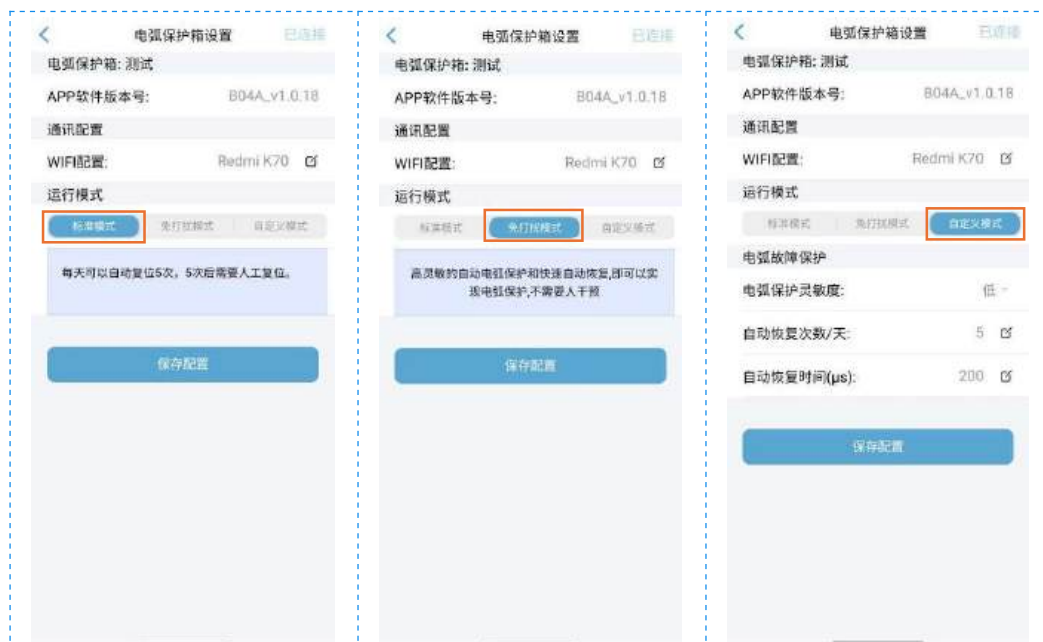 电弧保护箱设置 已连接
电弧保护箱: 测试
APP软件版本号: B04A_v1.0.18
通讯配置
WIFI配置: Redmi K70
运行模式
标准模式 免打扰模式 自定义模式
每天可以自动复位5次，5次后需要人工复位。
保存配置
电弧保护箱设置 已连接
电弧保护箱: 测试
APP软件版本号: B04A_v1.0.18
通讯配置
WIFI配置: Redmi K70
运行模式
标准模式 免打扰模式 自定义模式
高灵敏的自动电弧保护和快速自动恢复,即可以实
现电弧保护,不需要人干预
保存配置
电弧保护箱设置 已连接
电弧保护箱: 测试
APP软件版本号: B04A_v1.0.18
通讯配置
WIFI配置: Redmi K70
运行模式
标准模式 免打扰模式 自定义模式
电弧故障保护
电弧保护灵敏度: 低
自动恢复次数/天: 5
自动恢复时间(μs): 200
保存配置